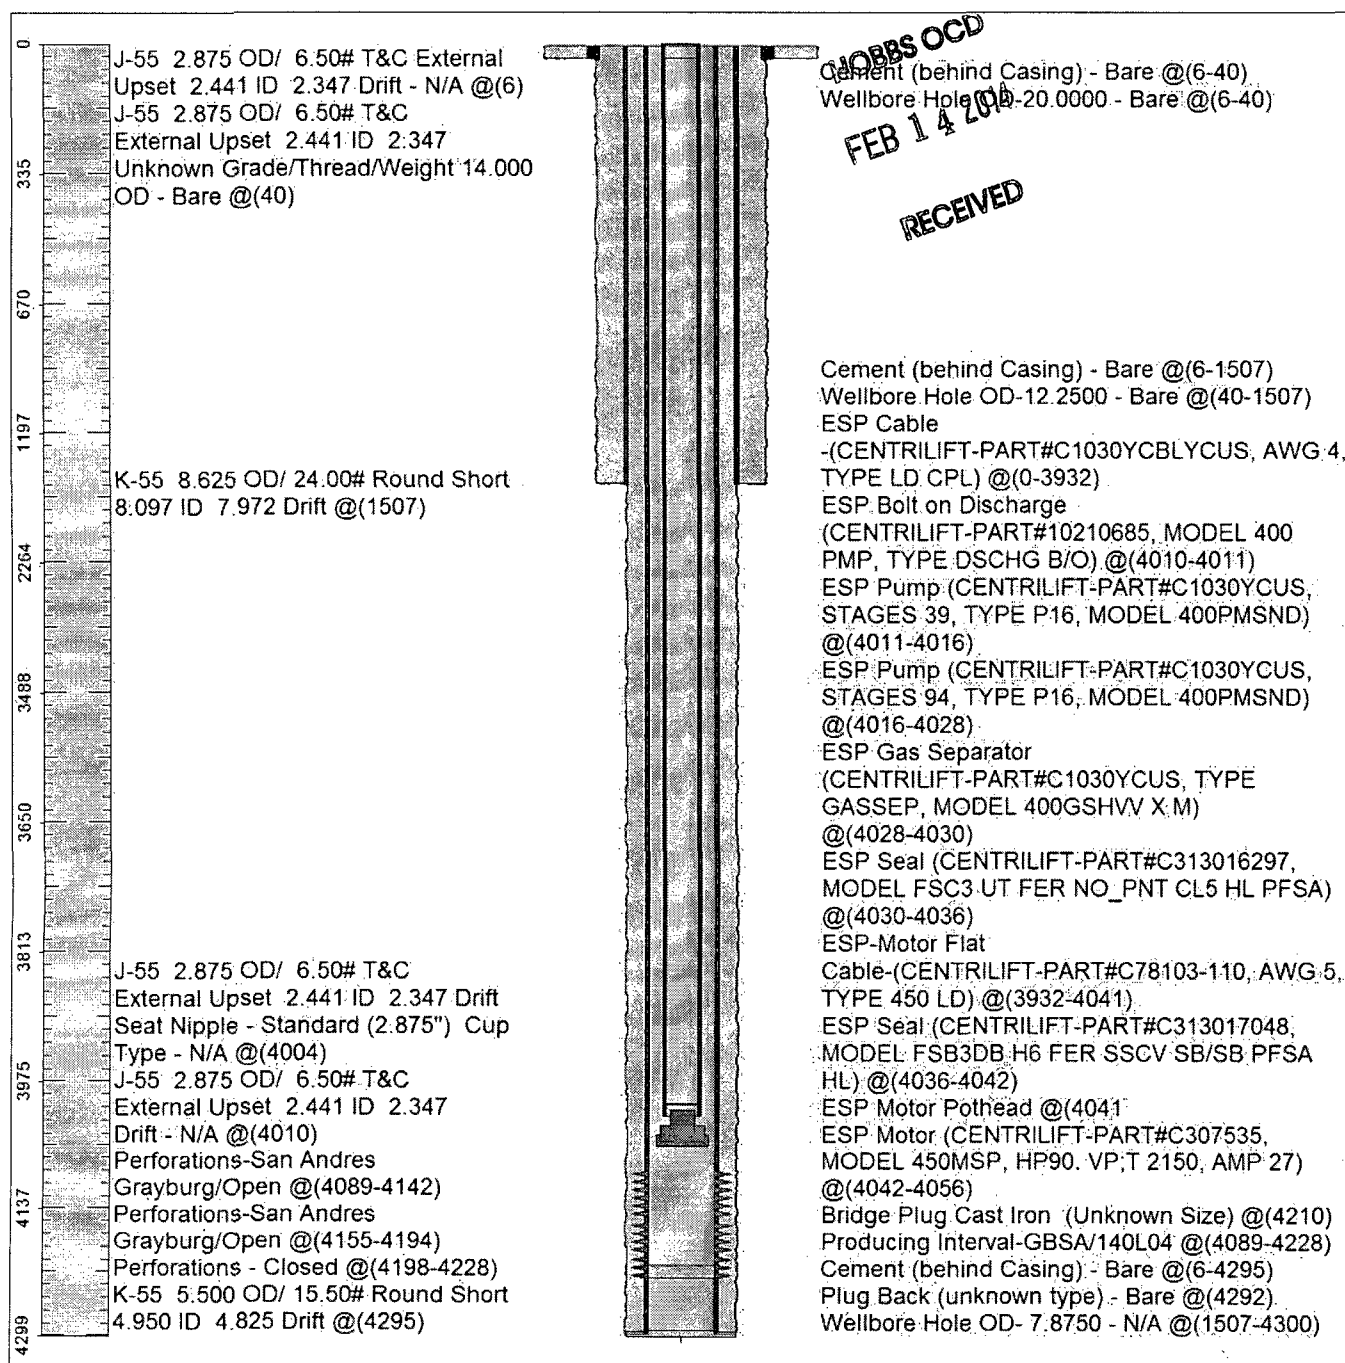 0
335
670
1197
2264
3488
3650
3813
3975
4137
4299
J-55 2.875 OD/ 6.50# T&C External
Upset 2.441 ID 2.347 Drift - N/A @(6)
J-55 2.875 OD/ 6.50# T&C
External Upset 2.441 ID 2.347
Unknown Grade/Thread/Weight 14.000
OD - Bare @(40)
K-55 8.625 OD/ 24.00# Round Short
8.097 ID 7.972 Drift @(1507)
J-55 2.875 OD/ 6.50# T&C
External Upset 2.441 ID 2.347 Drift
Seat Nipple - Standard (2.875") Cup
Type - N/A @(4004)
J-55 2.875 OD/ 6.50# T&C
External Upset 2.441 ID 2.347
Drift - N/A @(4010)
Perforations-San Andres
Grayburg/Open @(4089-4142)
Perforations-San Andres
Grayburg/Open @(4155-4194)
Perforations - Closed @(4198-4228)
K-55 5.500 OD/ 15.50# Round Short
4.950 ID 4.825 Drift @(4295)
HOBBS OCD
FEB 14 2014
RECEIVED
Cement (behind Casing) - Bare @(6-40)
Wellbore Hole OD-20.0000 - Bare @(6-40)
Cement (behind Casing) - Bare @(6-1507)
Wellbore Hole OD-12.2500 - Bare @(40-1507)
ESP Cable
-(CENTRILIFT-PART#C1030YCBLYCUS, AWG 4,
TYPE LD CPL) @(0-3932)
ESP Bolt on Discharge
(CENTRILIFT-PART#10210685, MODEL 400
PMP, TYPE DSCHG B/O) @(4010-4011)
ESP Pump (CENTRILIFT-PART#C1030YCUS,
STAGES 39, TYPE P16, MODEL 400PMSND)
@(4011-4016)
ESP Pump (CENTRILIFT-PART#C1030YCUS,
STAGES 94, TYPE P16, MODEL 400PMSND)
@(4016-4028)
ESP Gas Separator
(CENTRILIFT-PART#C1030YCUS, TYPE
GASSEP, MODEL 400GSHVV X M)
@(4028-4030)
ESP Seal (CENTRILIFT-PART#C313016297,
MODEL FSC3 UT FER NO_PNT CL5 HL PFSA)
@(4030-4036)
ESP-Motor Flat
Cable-(CENTRILIFT-PART#C78103-110, AWG 5,
TYPE 450 LD) @(3932-4041)
ESP Seal (CENTRILIFT-PART#C313017048,
MODEL FSB3DB H6 FER SSCV SB/SB PFSA
HL) @(4036-4042)
ESP Motor Pothead @(4041
ESP Motor (CENTRILIFT-PART#C307535,
MODEL 450MSP, HP90. VP;T 2150, AMP 27)
@(4042-4056)
Bridge Plug Cast Iron (Unknown Size) @(4210)
Producing Interval-GBSA/140L04 @(4089-4228)
Cement (behind Casing) - Bare @(6-4295)
Plug Back (unknown type) - Bare @(4292)
Wellbore Hole OD- 7.8750 - N/A @(1507-4300)